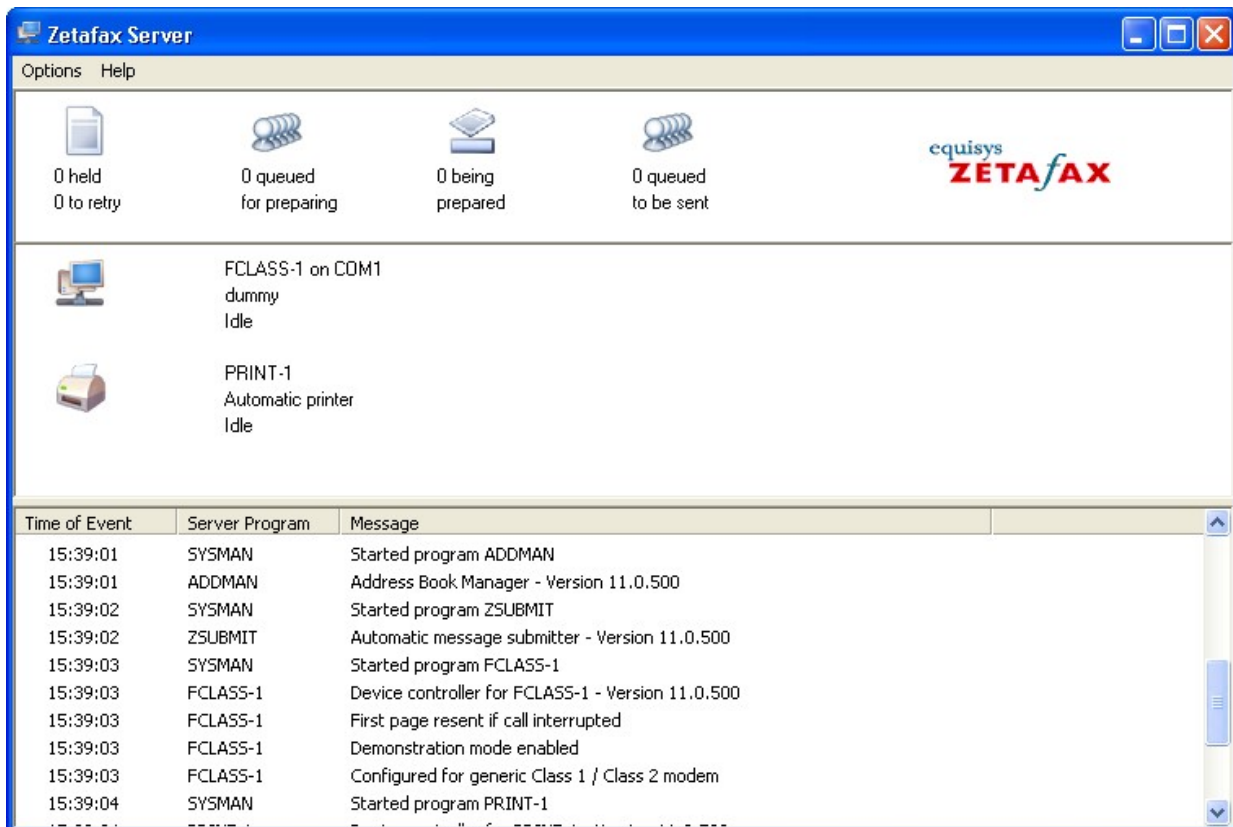 Zetafax Server
Options Help
0 held
0 to retry
0 queued
for preparing
0 being
prepared
0 queued
to be sent
equisys
ZETAfAX
FCLASS-1 on COM1
dummy
Idle
PRINT-1
Automatic printer
Idle
Time of Event Server Program Message
15:39:01 SYSMAN Started program ADDMAN
15:39:01 ADDMAN Address Book Manager - Version 11.0.500
15:39:02 SYSMAN Started program ZSUBMIT
15:39:02 ZSUBMIT Automatic message submitter - Version 11.0.500
15:39:03 SYSMAN Started program FCLASS-1
15:39:03 FCLASS-1 Device controller for FCLASS-1 - Version 11.0.500
15:39:03 FCLASS-1 First page resent if call interrupted
15:39:03 FCLASS-1 Demonstration mode enabled
15:39:03 FCLASS-1 Configured for generic Class 1 / Class 2 modem
15:39:04 SYSMAN Started program PRINT-1